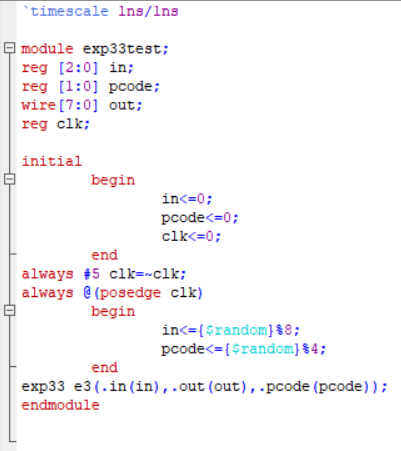 `timescale 1ns/1ns
module exp33test;
reg [2:0] in;
reg [1:0] pcode;
wire[7:0] out;
reg clk;
initial
begin
in<=0;
pcode<=0;
clk<=0;
end
always #5 clk=~clk;
always @(posedge clk)
begin
in<={$random}%8;
pcode<={$random}%4;
end
exp33 e3(.in(in),.out(out),.pcode(pcode));
endmodule